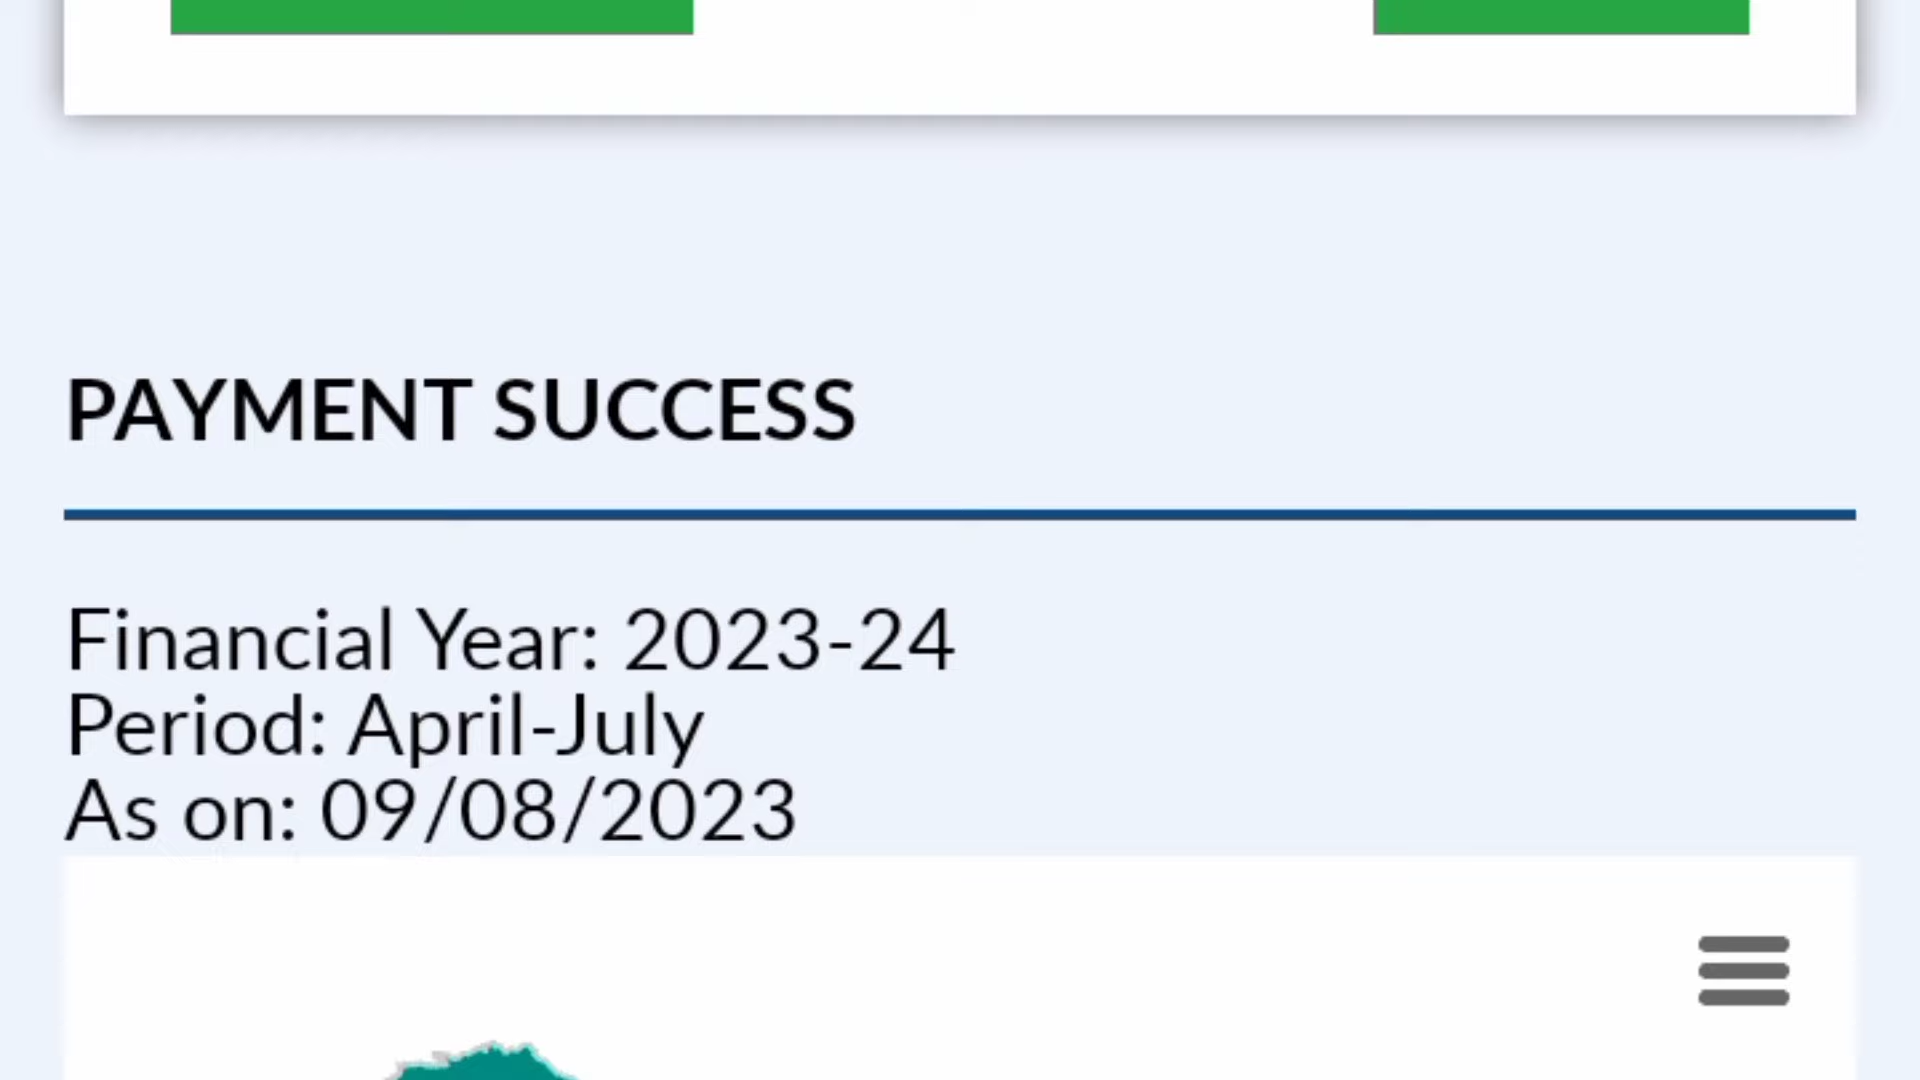 PAYMENT SUCCESS
Financial Year: 2023-24
Period: April-July
As on: 09/08/2023